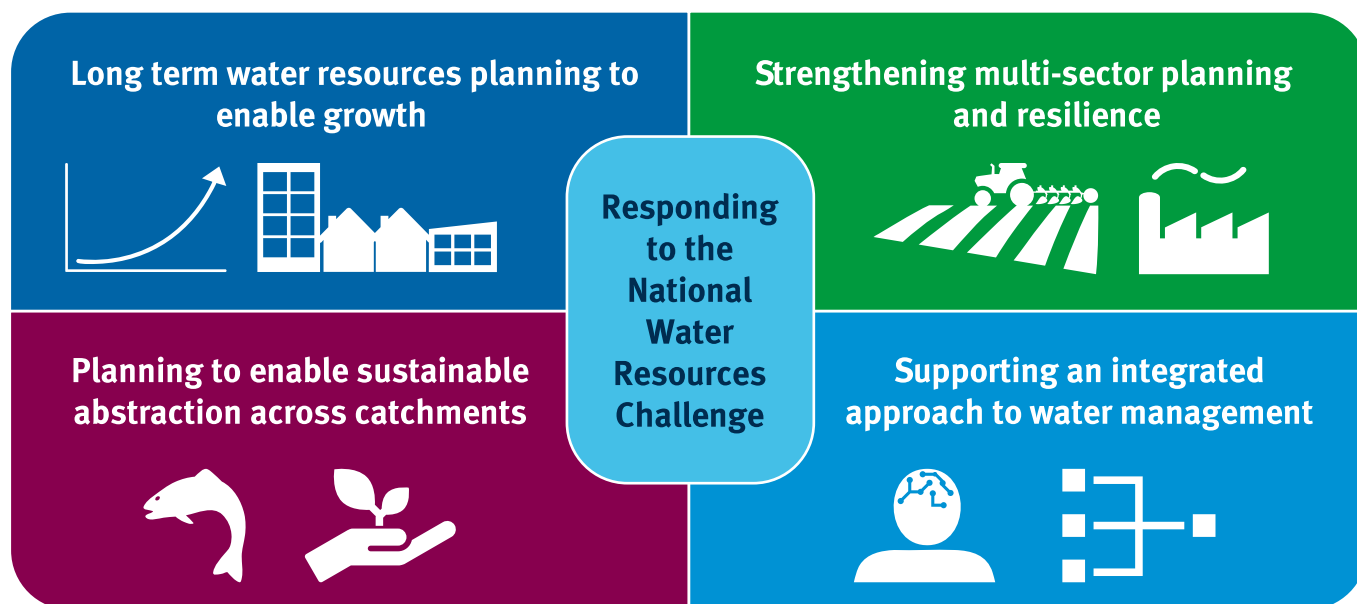 Long term water resources planning to
enable growth
Strengthening multi-sector planning
and resilience
Responding
to the
National
Water
Resources
Challenge
Planning to enable sustainable
abstraction across catchments
Supporting an integrated
approach to water management